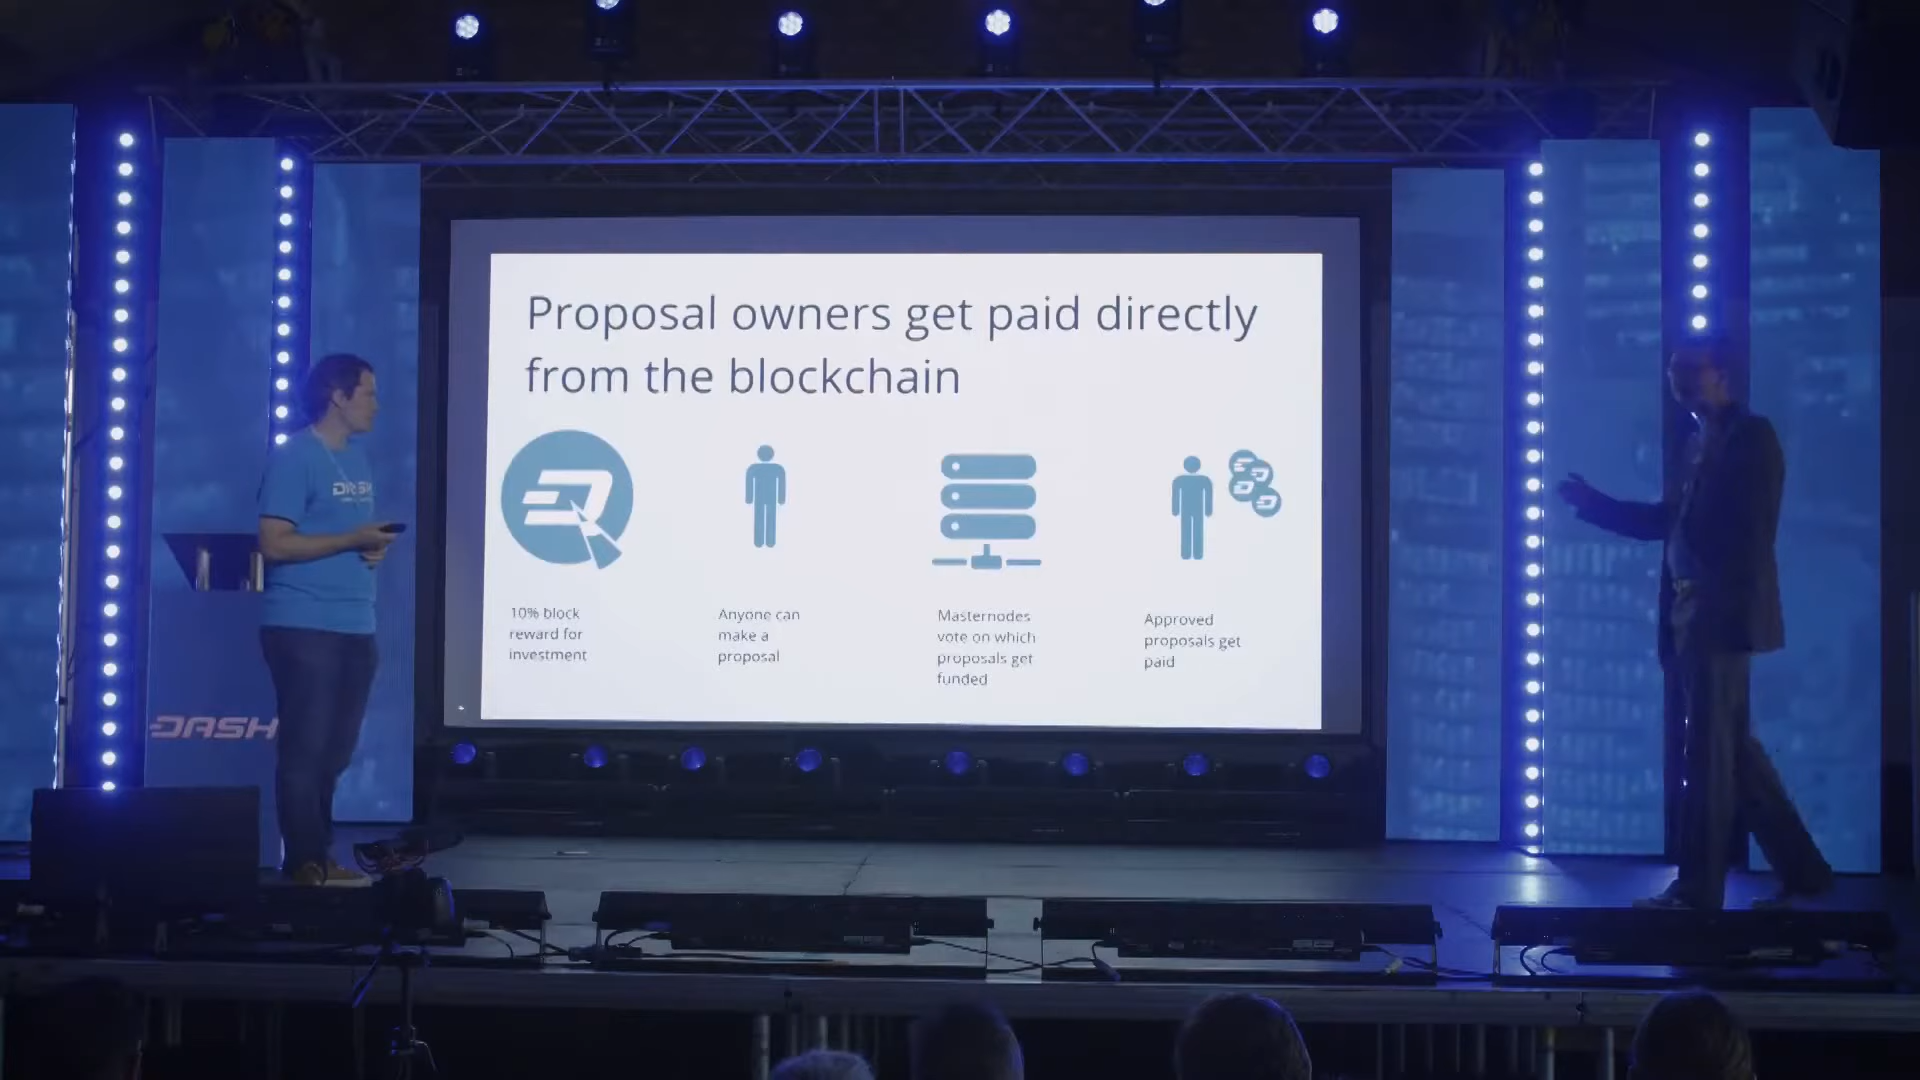 Proposal owners get paid directly
from the blockchain
10% block
reward for
investment
Anyone can
make a
proposal
Masternodes
vote on which
proposals get
funded
Approved
proposals get
paid
DASH
DASH